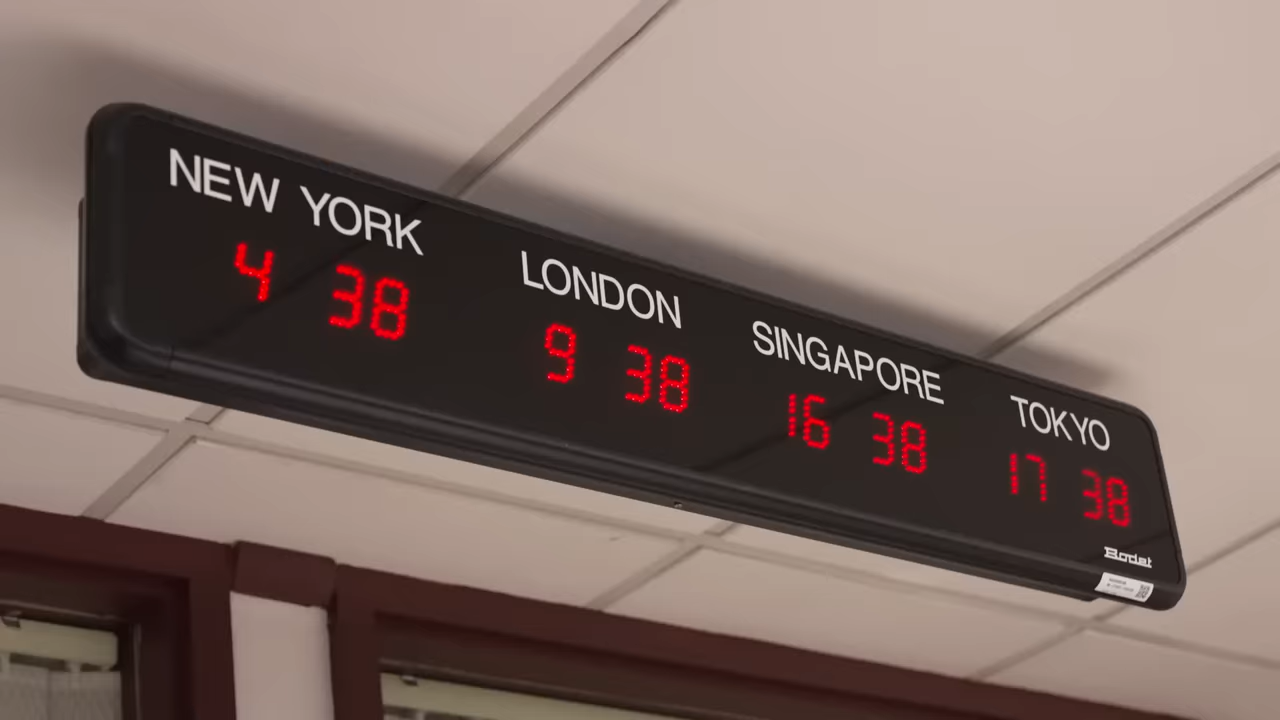 NEW YORK
4 38
LONDON
9 38
SINGAPORE
16 38
TOKYO
17 38
Bodet